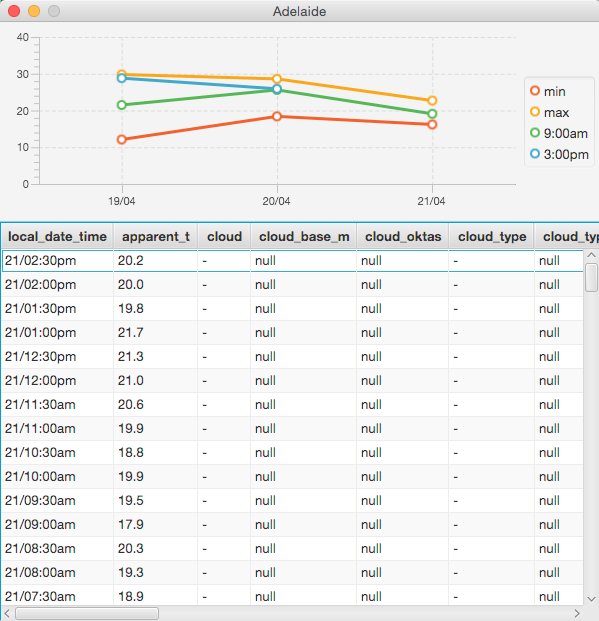 Adelaide
40
30
20
10
0
19/04 20/04 21/04
min
max
9:00am
3:00pm
local_date_time apparent_t cloud cloud_base_m cloud_oktas cloud_type cloud_typ
21/02:30pm 20.2 - null null - null
21/02:00pm 20.0 - null null - null
21/01:30pm 19.8 - null null - null
21/01:00pm 21.7 - null null - null
21/12:30pm 21.3 - null null - null
21/12:00pm 21.0 - null null - null
21/11:30am 20.6 - null null - null
21/11:00am 19.9 - null null - null
21/10:30am 18.8 - null null - null
21/10:00am 19.9 - null null - null
21/09:30am 19.5 - null null - null
21/09:00am 17.9 - null null - null
21/08:30am 20.3 - null null - null
21/08:00am 19.3 - null null - null
21/07:30am 18.9 - null null - null